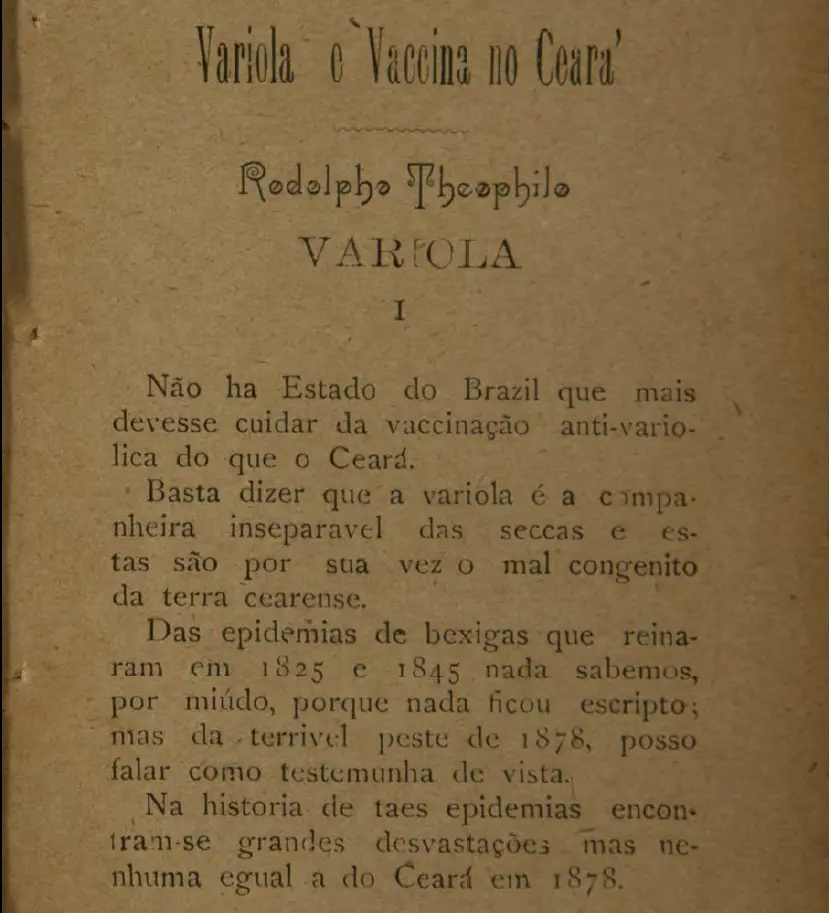 Variola e Vaccina no Ceará
Rodolpho Theophilo
VARIOLA
I
Não ha Estado do Brazil que mais
devesse cuidar da vaccinação anti-vario-
lica do que o Ceará.
Basta dizer que a variola é a compa-
nheira inseparavel das seccas e es-
tas são por sua vez o mal congenito
da terra cearense.
Das epidemias de bexigas que reina-
ram em 1825 e 1845 nada sabemos,
por miúdo, porque nada ficou escripto;
mas da terrivel peste de 1878, posso
falar como testemunha de vista.
Na historia de taes epidemias encon-
tram-se grandes desvastações mas ne-
nhuma egual a do Ceará em 1878.